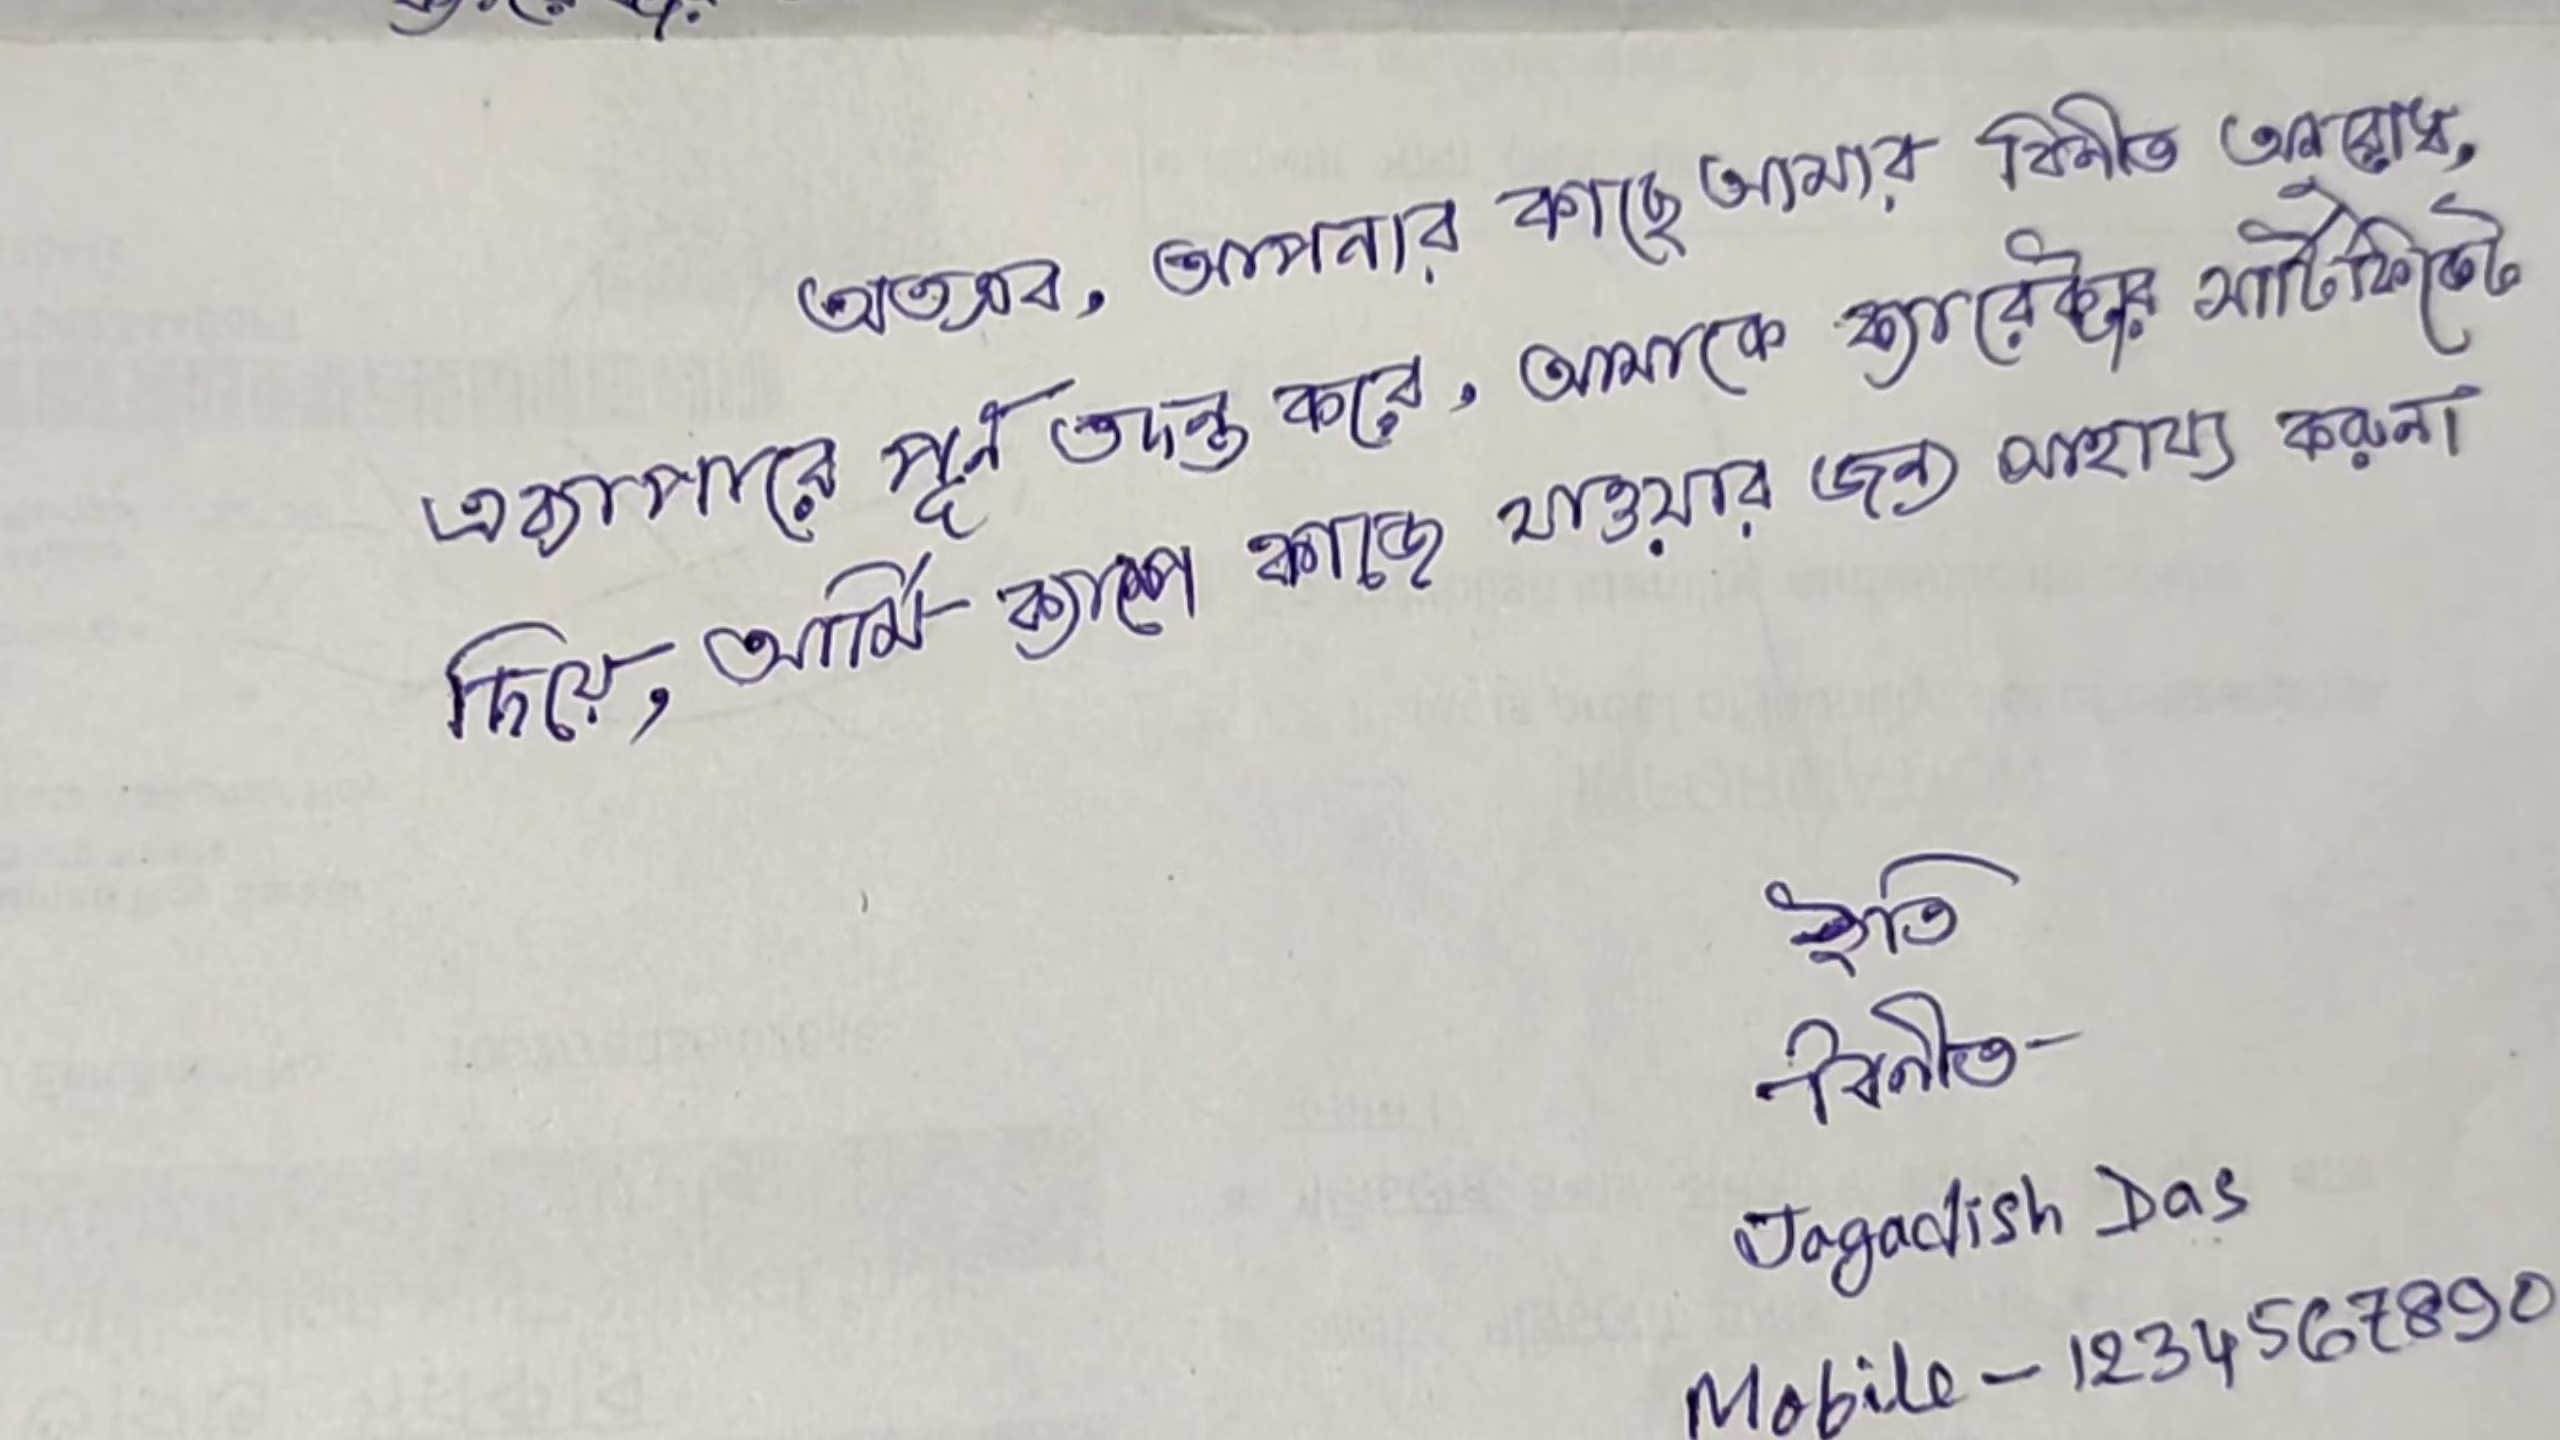 অতএব, আপনার কাছে আমার বিনীত অনুরোধ,
এব্যাপারে পূর্ন তদন্ত করে, আমাকে ক্যারেক্টার সার্টিফিকেট
দিয়ে, আর্মি ক্যাম্পে কাজে যাওয়ার জন্য সাহায্য করুন।
ইতি
বিনীত-
Jagadish Das
Mobile - 1234567890